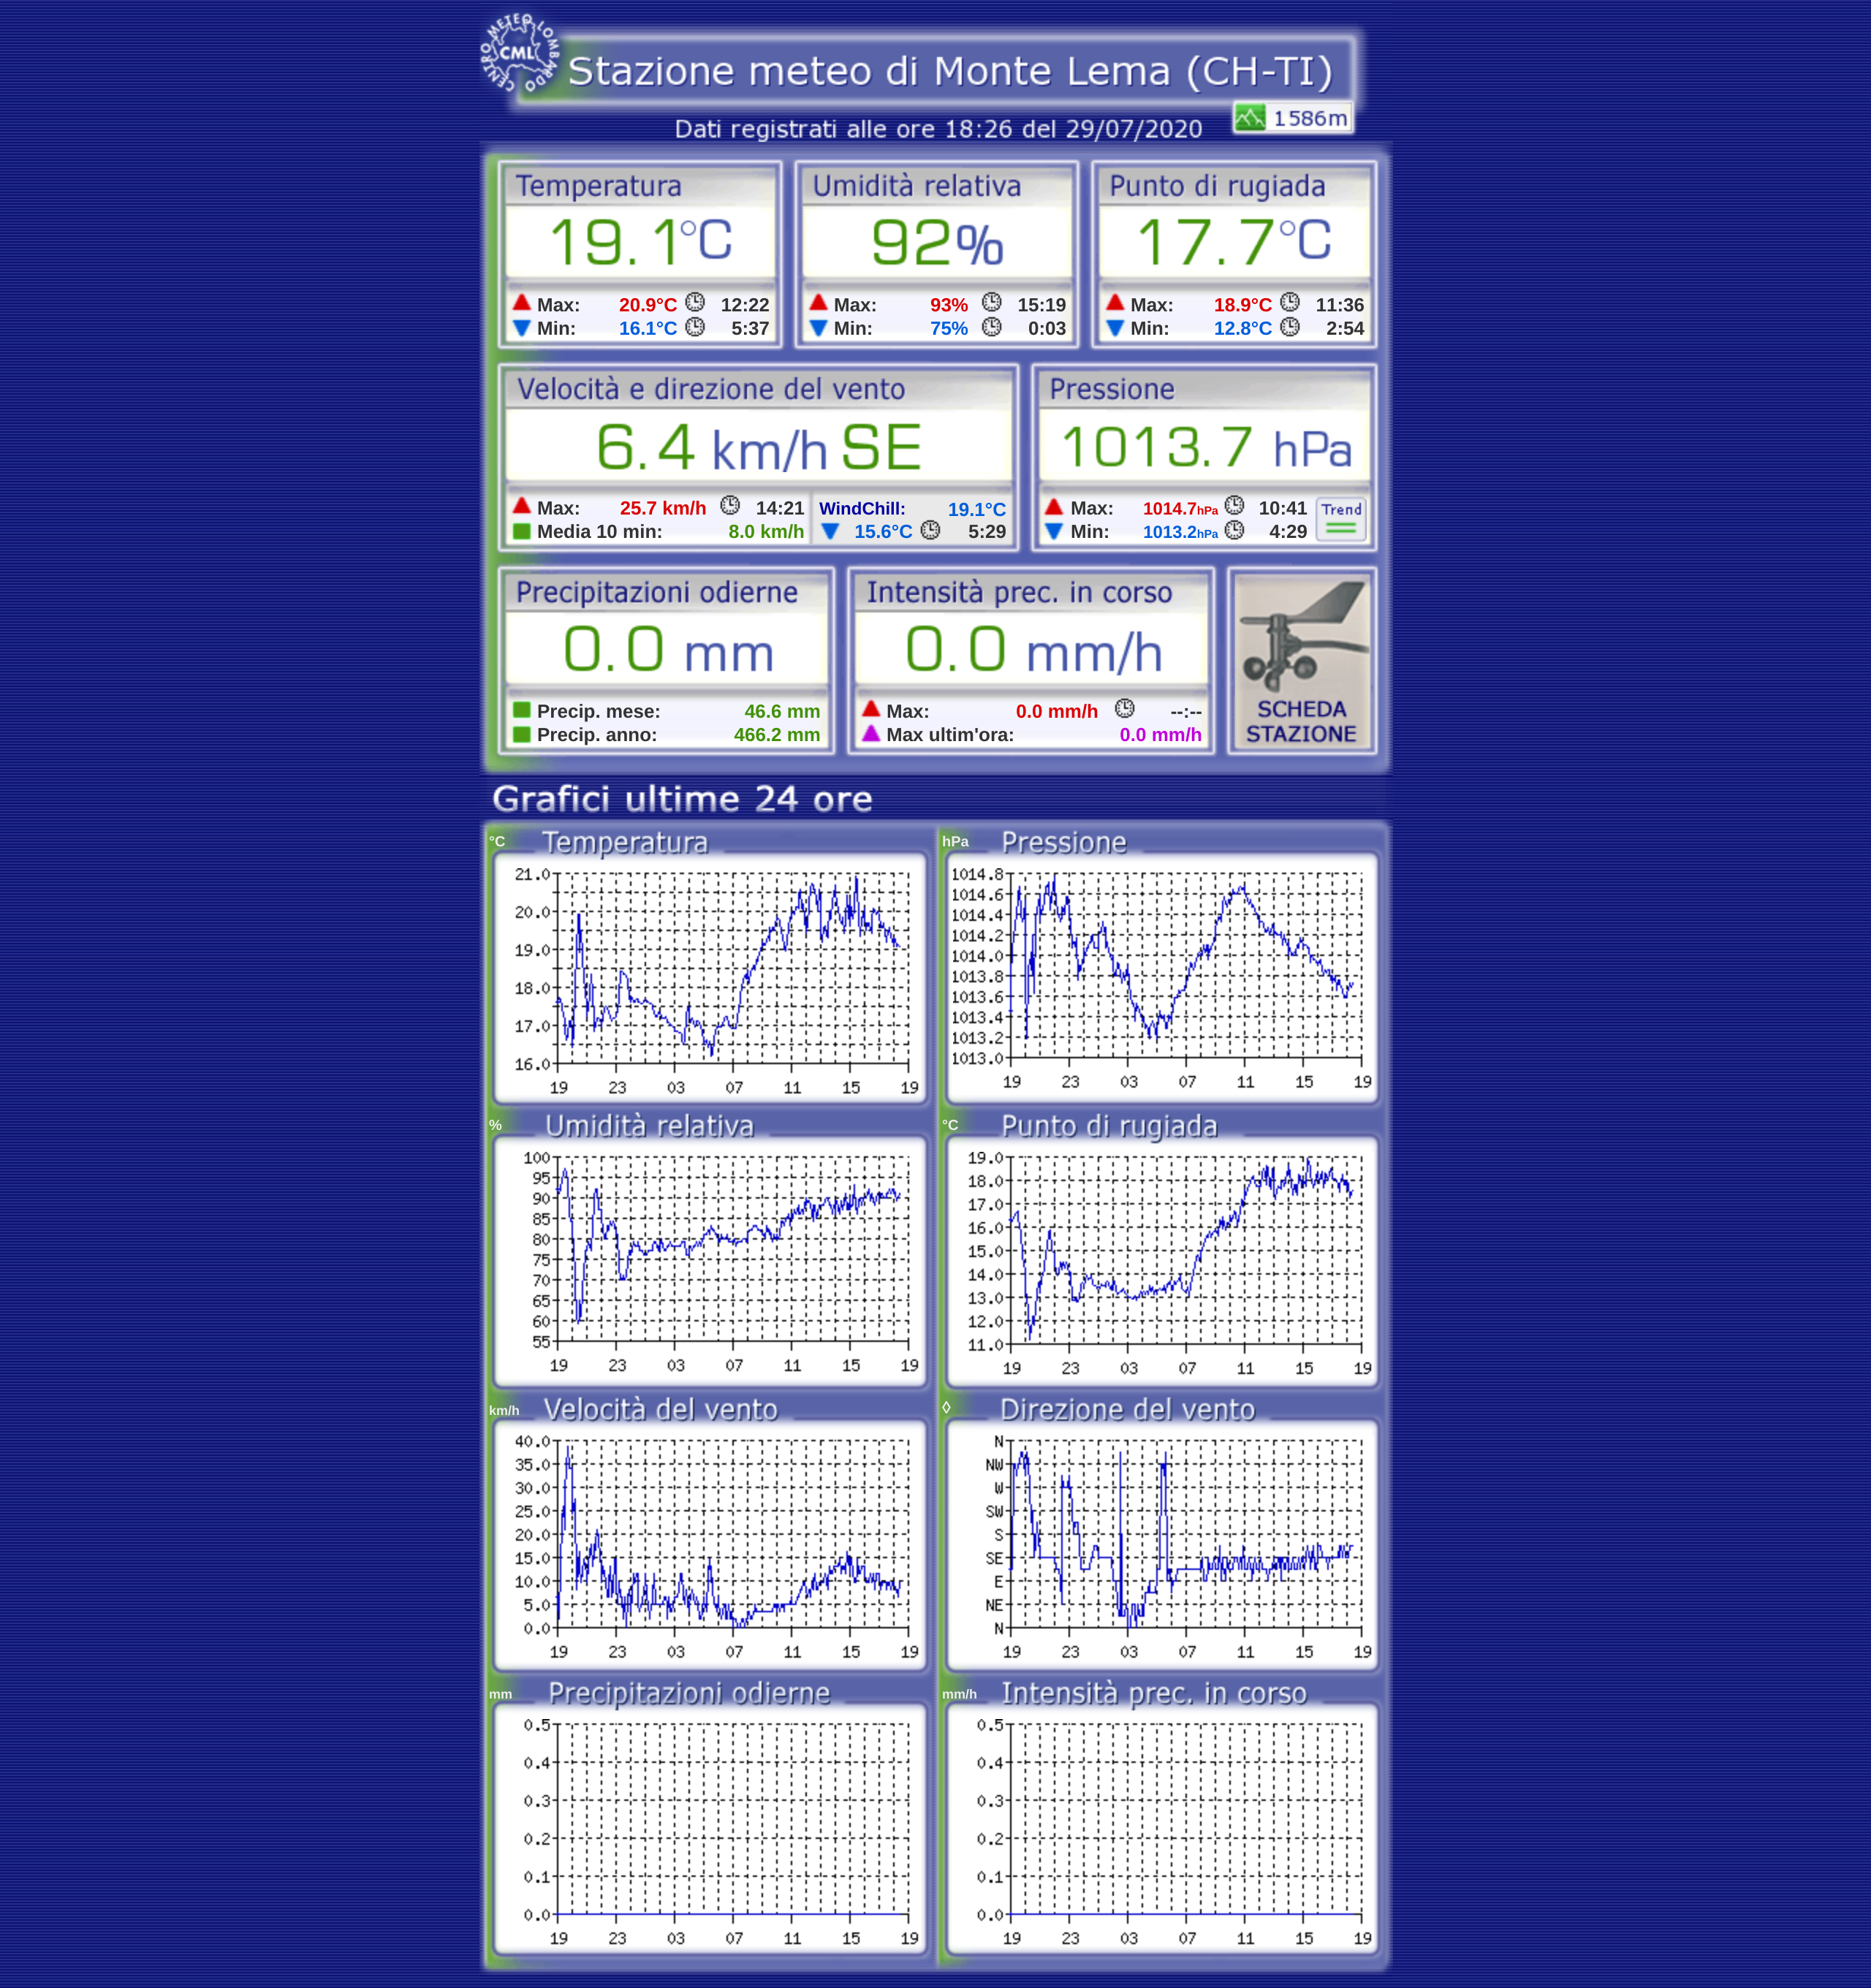 CENTRO METEO LOMBARDO
CML
Stazione meteo di Monte Lema (CH-TI)
1586m
Dati registrati alle ore 18:26 del 29/07/2020
Temperatura
19.1°C
Max: 20.9°C 12:22
Min: 16.1°C 5:37
Umidità relativa
92%
Max: 93% 15:19
Min: 75% 0:03
Punto di rugiada
17.7°C
Max: 18.9°C 11:36
Min: 12.8°C 2:54
Velocità e direzione del vento
6.4 km/h SE
Max: 25.7 km/h 14:21
Media 10 min: 8.0 km/h
WindChill: 19.1°C
15.6°C 5:29
Pressione
1013.7 hPa
Max: 1014.7hPa 10:41
Min: 1013.2hPa 4:29
Trend
Precipitazioni odierne
0.0 mm
Precip. mese: 46.6 mm
Precip. anno: 466.2 mm
Intensità prec. in corso
0.0 mm/h
Max: 0.0 mm/h --:--
Max ultim'ora: 0.0 mm/h
SCHEDA
STAZIONE
Grafici ultime 24 ore
°C Temperatura
21.0
20.0
19.0
18.0
17.0
16.0
19 23 03 07 11 15 19
hPa Pressione
1014.8
1014.6
1014.4
1014.2
1014.0
1013.8
1013.6
1013.4
1013.2
1013.0
19 23 03 07 11 15 19
% Umidità relativa
100
95
90
85
80
75
70
65
60
55
19 23 03 07 11 15 19
°C Punto di rugiada
19.0
18.0
17.0
16.0
15.0
14.0
13.0
12.0
11.0
19 23 03 07 11 15 19
km/h Velocità del vento
40.0
35.0
30.0
25.0
20.0
15.0
10.0
5.0
0.0
19 23 03 07 11 15 19
◊ Direzione del vento
N
NW
W
SW
S
SE
E
NE
N
19 23 03 07 11 15 19
mm Precipitazioni odierne
0.5
0.4
0.3
0.2
0.1
0.0
19 23 03 07 11 15 19
mm/h Intensità prec. in corso
0.5
0.4
0.3
0.2
0.1
0.0
19 23 03 07 11 15 19